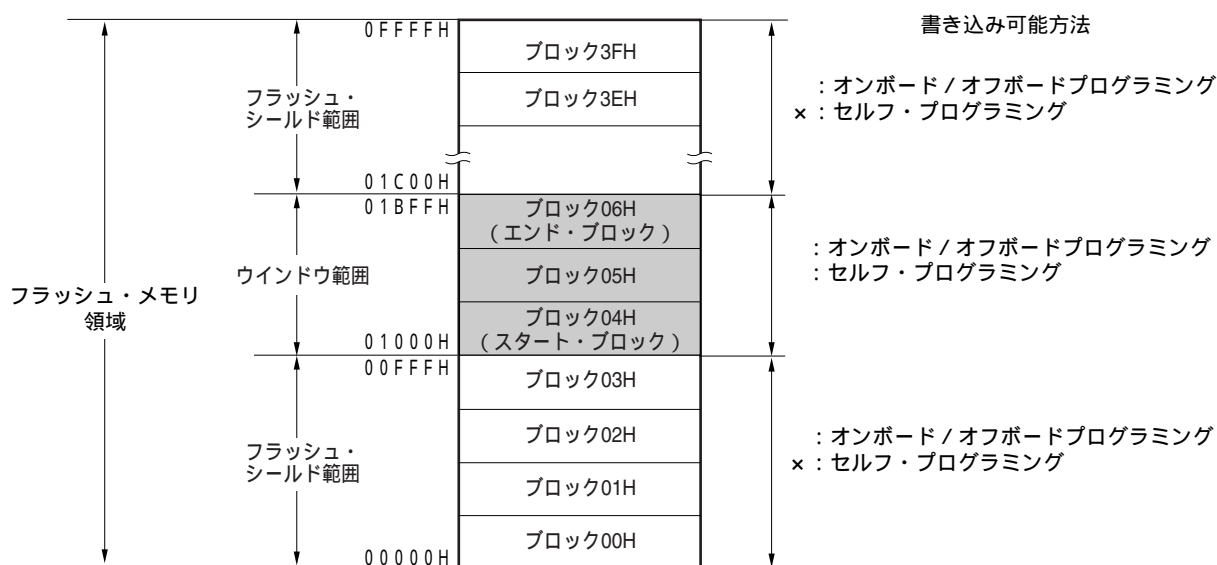 0FFFFH
書き込み可能方法
ブロック3FH
ブロック3EH
フラッシュ・
シールド範囲
：オンボード / オフボードプログラミング
×：セルフ・プログラミング
01C00H
01BFFH
ブロック06H
（エンド・ブロック）
ブロック05H
ブロック04H
（スタート・ブロック）
ウインドウ範囲
：オンボード / オフボードプログラミング
：セルフ・プログラミング
フラッシュ・メモリ
領域
01000H
00FFFH
ブロック03H
ブロック02H
ブロック01H
ブロック00H
フラッシュ・
シールド範囲
：オンボード / オフボードプログラミング
×：セルフ・プログラミング
00000H